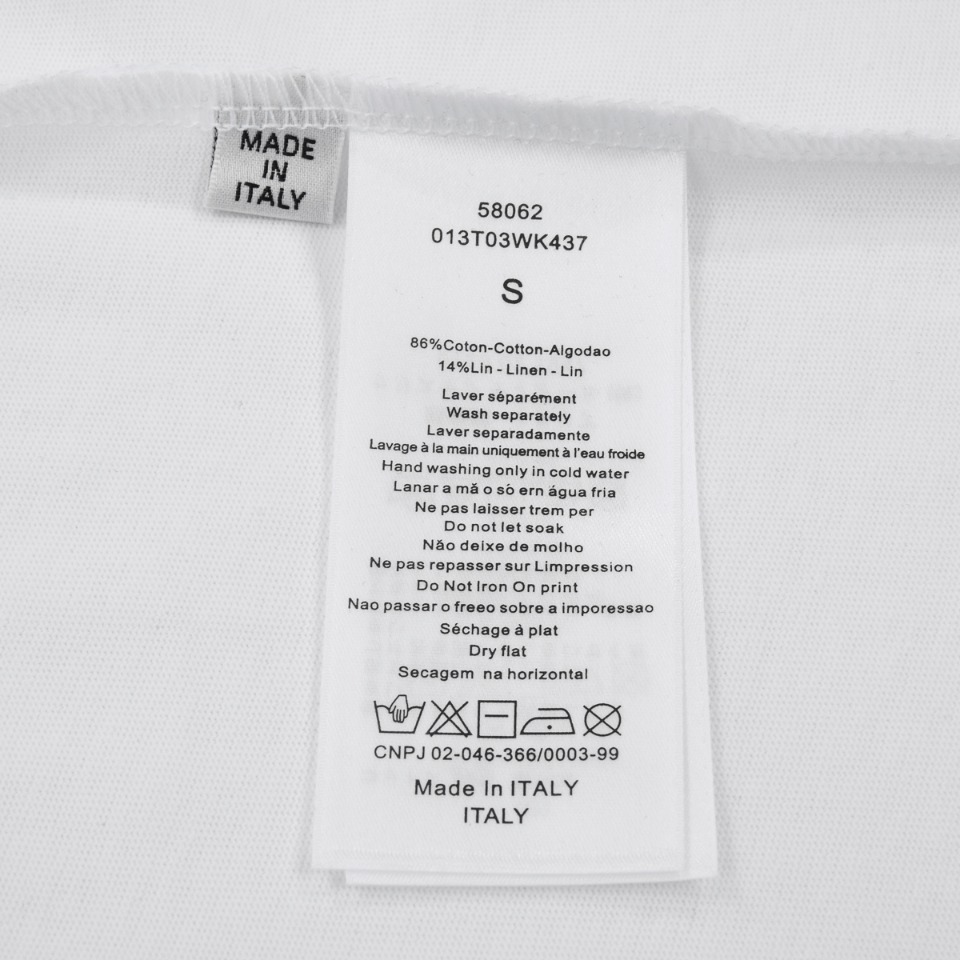 MADE
IN
ITALY
58062
013T03WK437
S
86%Coton-Cotton-Algodao
14%Lin - Linen - Lin
Laver séparément
Wash separately
Laver separadamente
Lavage à la main uniquement à l'eau froide
Hand washing only in cold water
Lanar a mă o só ern água fria
Ne pas laisser trem per
Do not let soak
Năo deixe de molho
Ne pas repasser sur Limpression
Do Not Iron On print
Nao passar o freeo sobre a imporessao
Séchage à plat
Dry flat
Secagem na horizontal
CNPJ 02-046-366/0003-99
Made In ITALY
ITALY